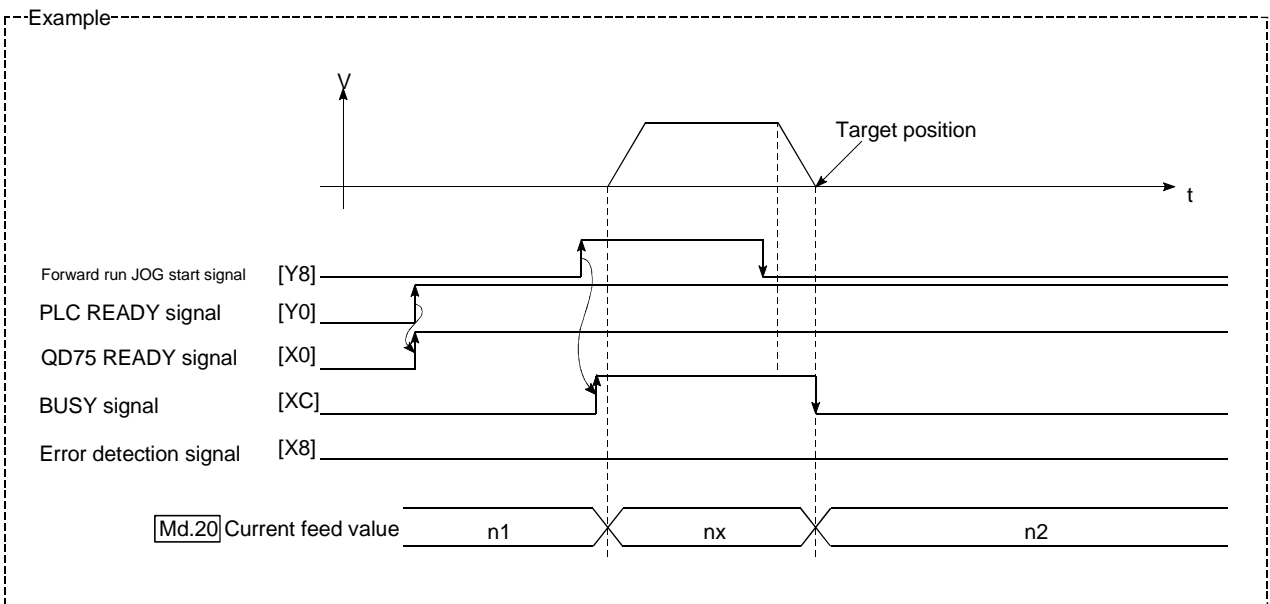 Example
V
Target position
t
Forward run JOG start signal [Y8]
PLC READY signal [Y0]
QD75 READY signal [X0]
BUSY signal [XC]
Error detection signal [X8]
Md.20 Current feed value n1 nx n2